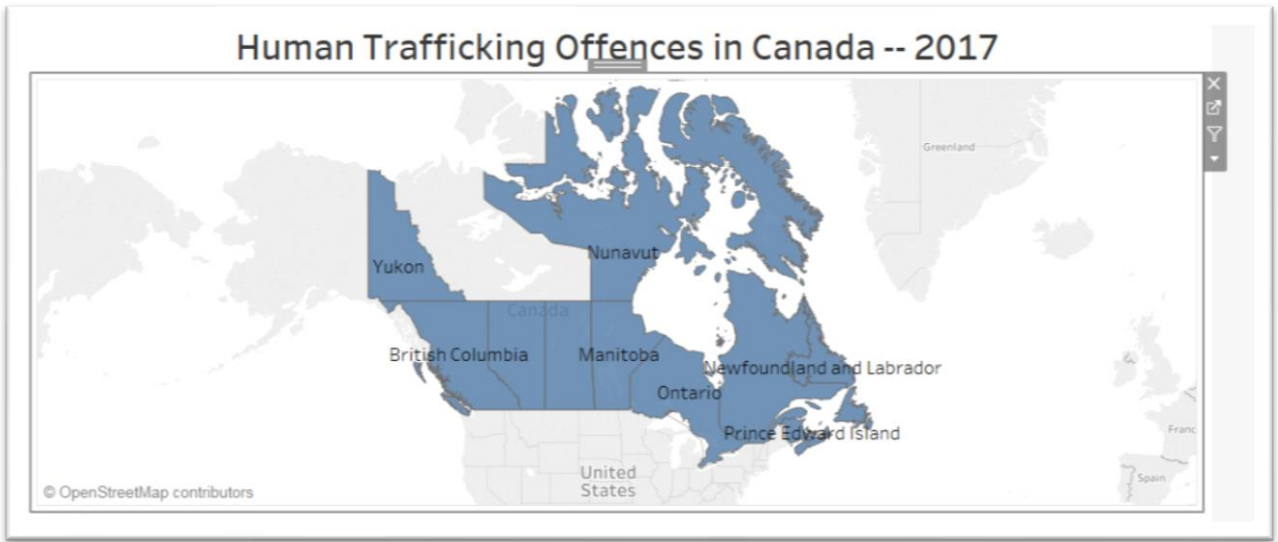 Human Trafficking Offences in Canada -- 2017
Greenland
Nunavut
Yukon
Canada
British Columbia
Manitoba
Newfoundland and Labrador
Ontario
Prince Edward Island
Franc
United
States
Spain
© OpenStreetMap contributors